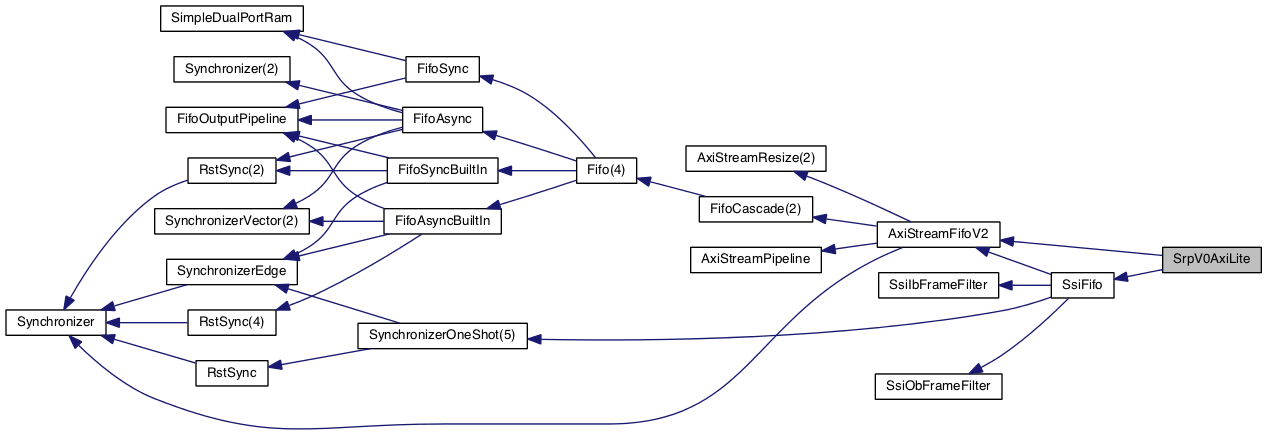 SimpleDualPortRam
Synchronizer(2)
FifoSync
FifoOutputPipeline
FifoAsync
AxiStreamResize(2)
RstSync(2)
FifoSyncBuiltIn
Fifo(4)
SynchronizerVector(2)
FifoAsyncBuiltIn
FifoCascade(2)
AxiStreamFifoV2
AxiStreamPipeline
SrpV0AxiLite
SynchronizerEdge
SsiIbFrameFilter
SsiFifo
Synchronizer
RstSync(4)
SynchronizerOneShot(5)
RstSync
SsiObFrameFilter